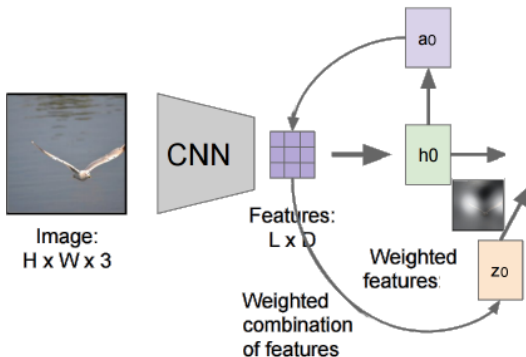 a0
CNN
h0
Image:
H x W x 3
Features:
L x D
Weighted
features:
z0
Weighted
combination
of features